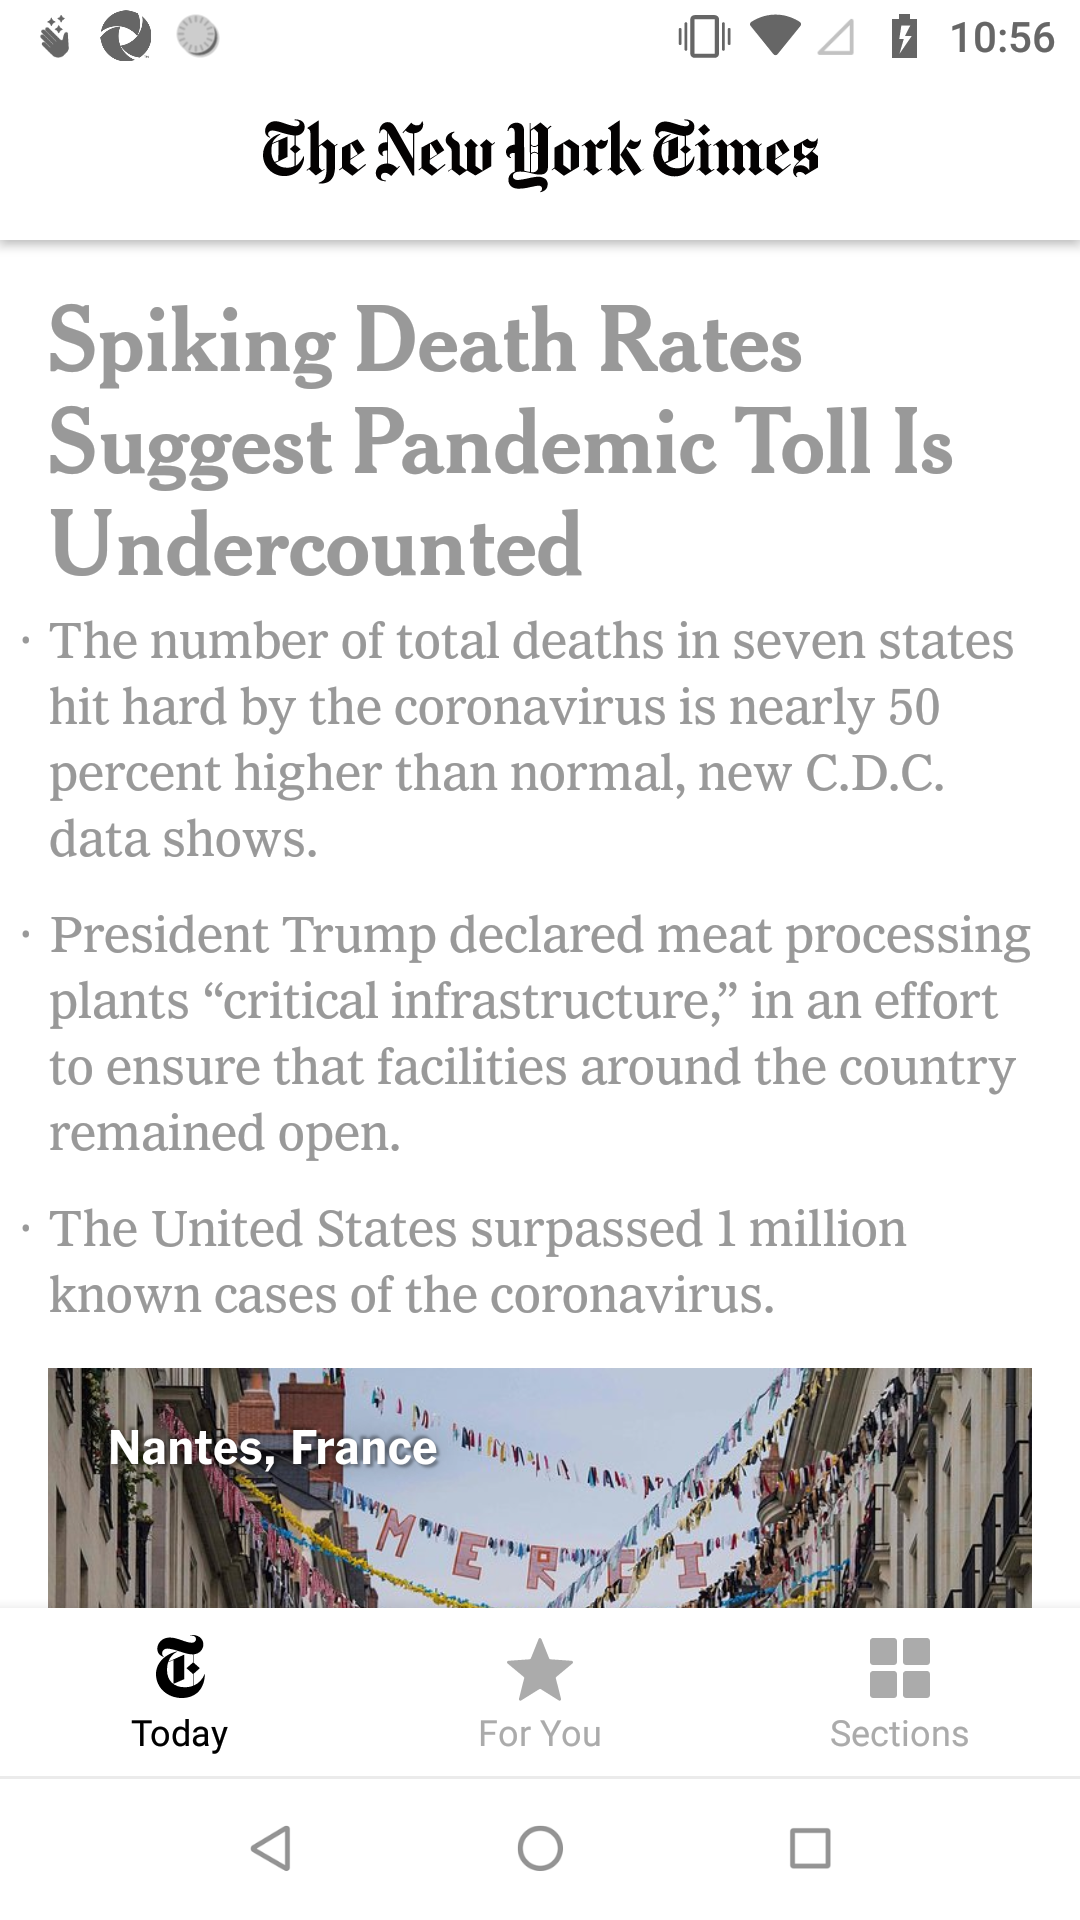 10:56
The New York Times
Spiking Death Rates
Suggest Pandemic Toll Is
Undercounted
· The number of total deaths in seven states
hit hard by the coronavirus is nearly 50
percent higher than normal, new C.D.C.
data shows.
· President Trump declared meat processing
plants “critical infrastructure,” in an effort
to ensure that facilities around the country
remained open.
· The United States surpassed 1 million
known cases of the coronavirus.
Nantes, France
MERCI
T
Today
For You
Sections